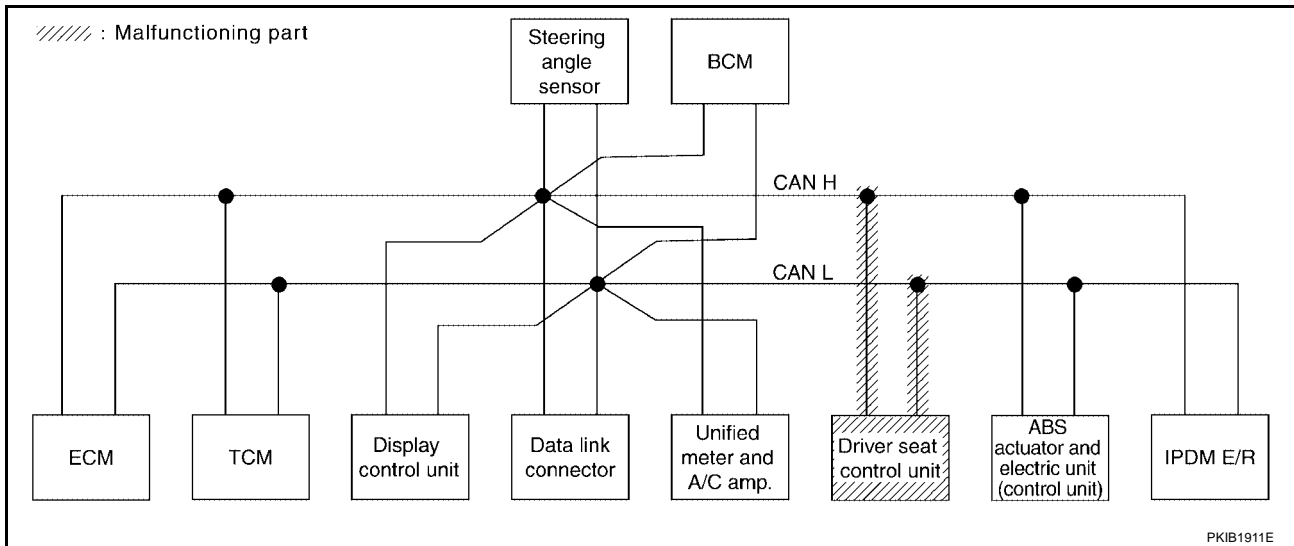 : Malfunctioning part
Steering
angle
sensor
BCM
CAN H
CAN L
ECM
TCM
Display
control unit
Data link
connector
Unified
meter and
A/C amp.
Driver seat
control unit
ABS
actuator and
electric unit
(control unit)
IPDM E/R
PKIB1911E